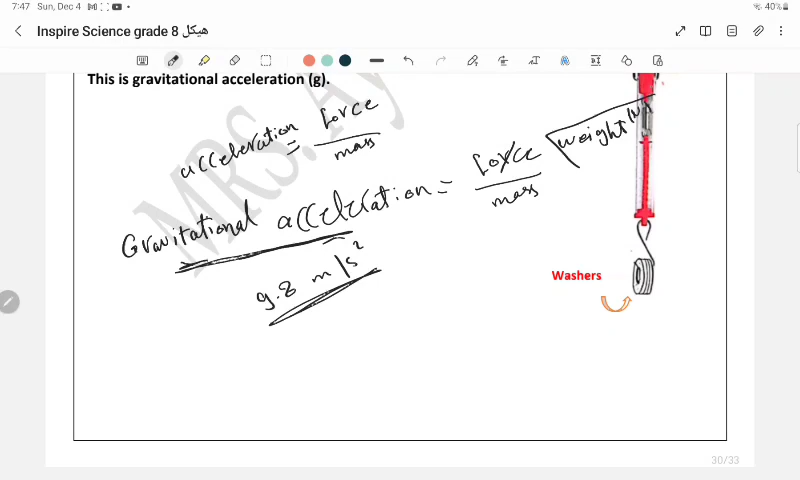 7:47 Sun, Dec 4
40%
Inspire Science grade 8 هيكل
This is gravitational acceleration (g).
acceleration = force / mass
Gravitational acceleration = force / mass weight (N)
9.8 m/s²
Washers
MRS. Ay
30/33